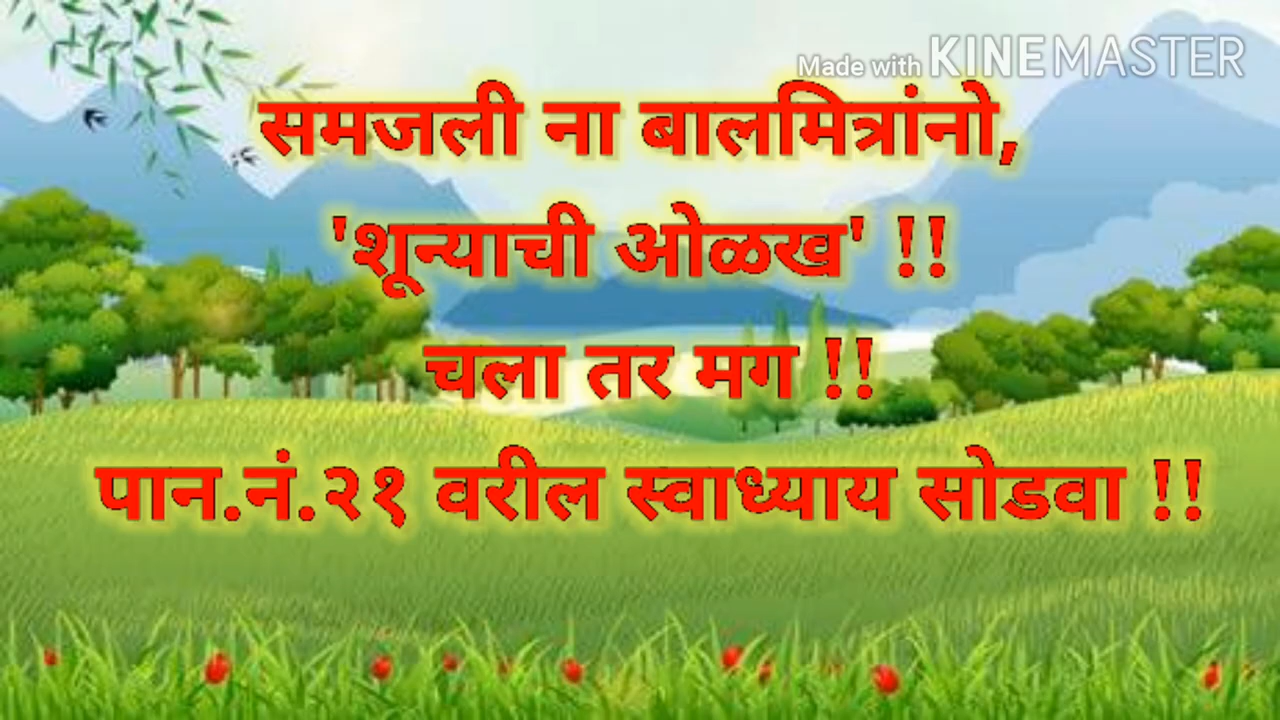 Made with KINEMASTER
समजली ना बालमित्रांनो,
'शून्याची ओळख' !!
चला तर मग !!
पान.नं.२१ वरील स्वाध्याय सोडवा !!